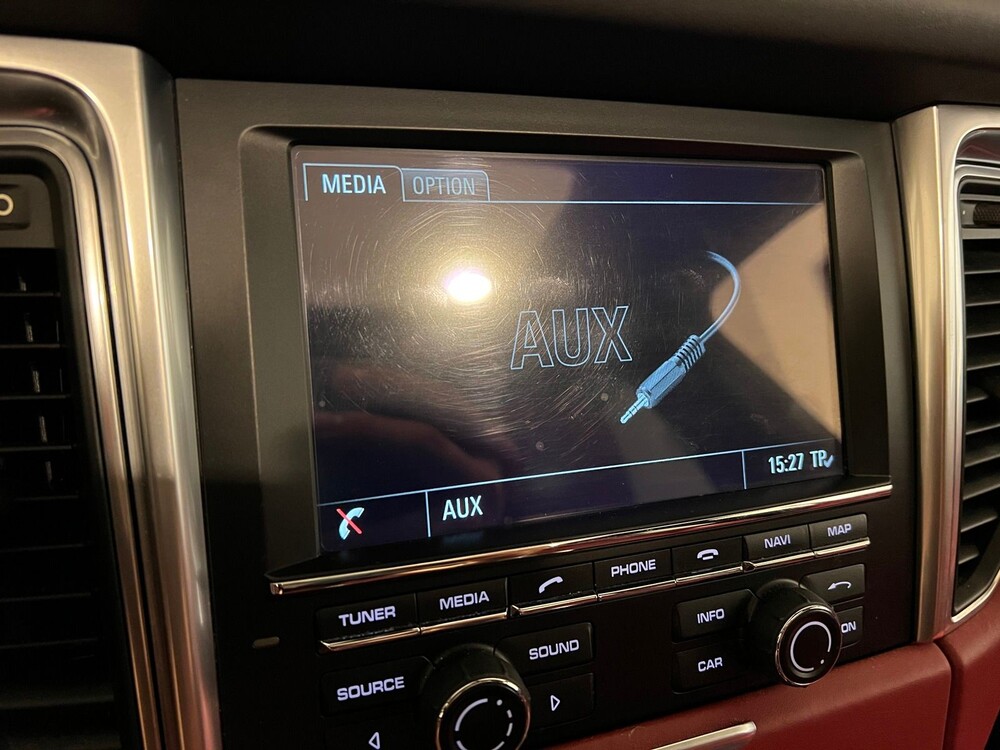 MEDIA OPTION
AUX
AUX
15:27 TP
TUNER MEDIA PHONE NAVI MAP
SOUND INFO
SOURCE CAR